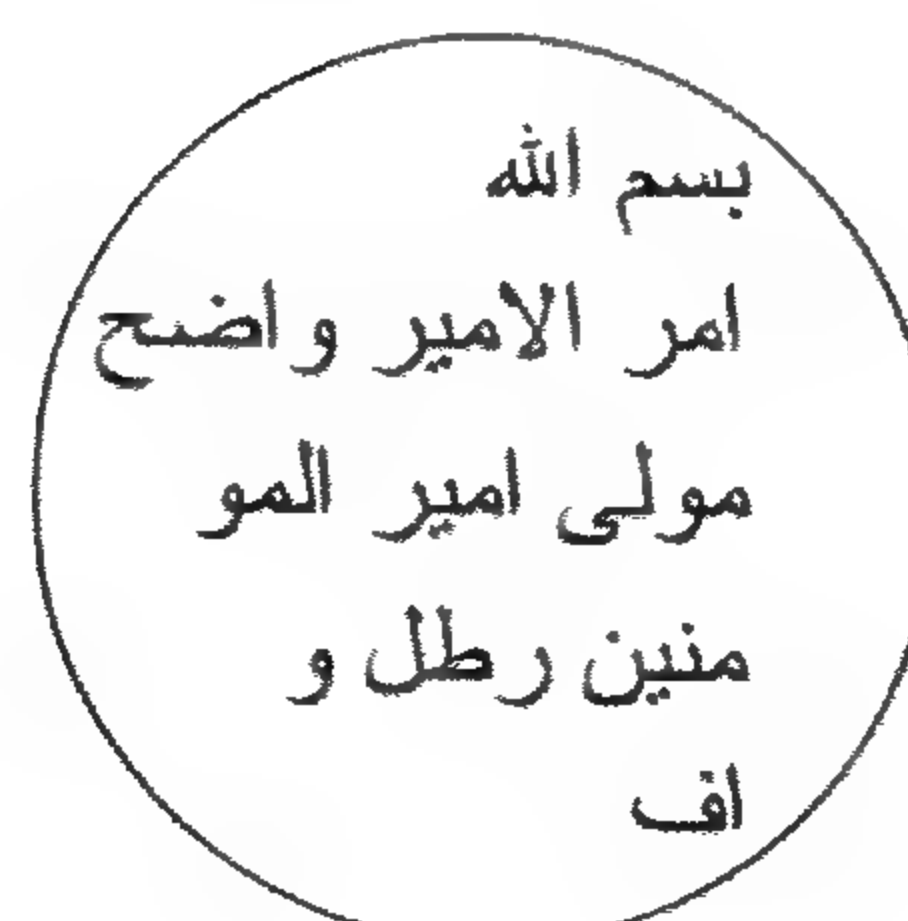 بسم الله
امر الامير واضح
مولى امير المو
منين رطل و
اف